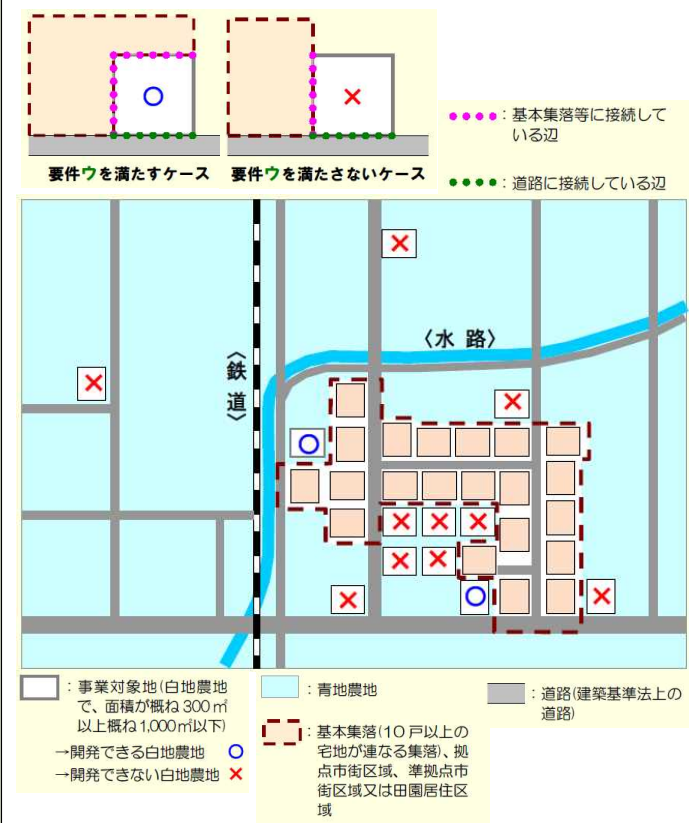 要件ウを満たすケース
要件ウを満たさないケース
：基本集落等に接続して
いる辺
：道路に接続している辺
〈水路〉
〈鉄道〉
：事業対象地(白地農地
で、面積が概ね300㎡
以上概ね1,000㎡以下)
→開発できる白地農地 ○
→開発できない白地農地 ×
：青地農地
：基本集落(10戸以上の
宅地が連なる集落)、拠
点市街区域、準拠点市
街区域又は田園居住区
域
：道路(建築基準法上の
道路)